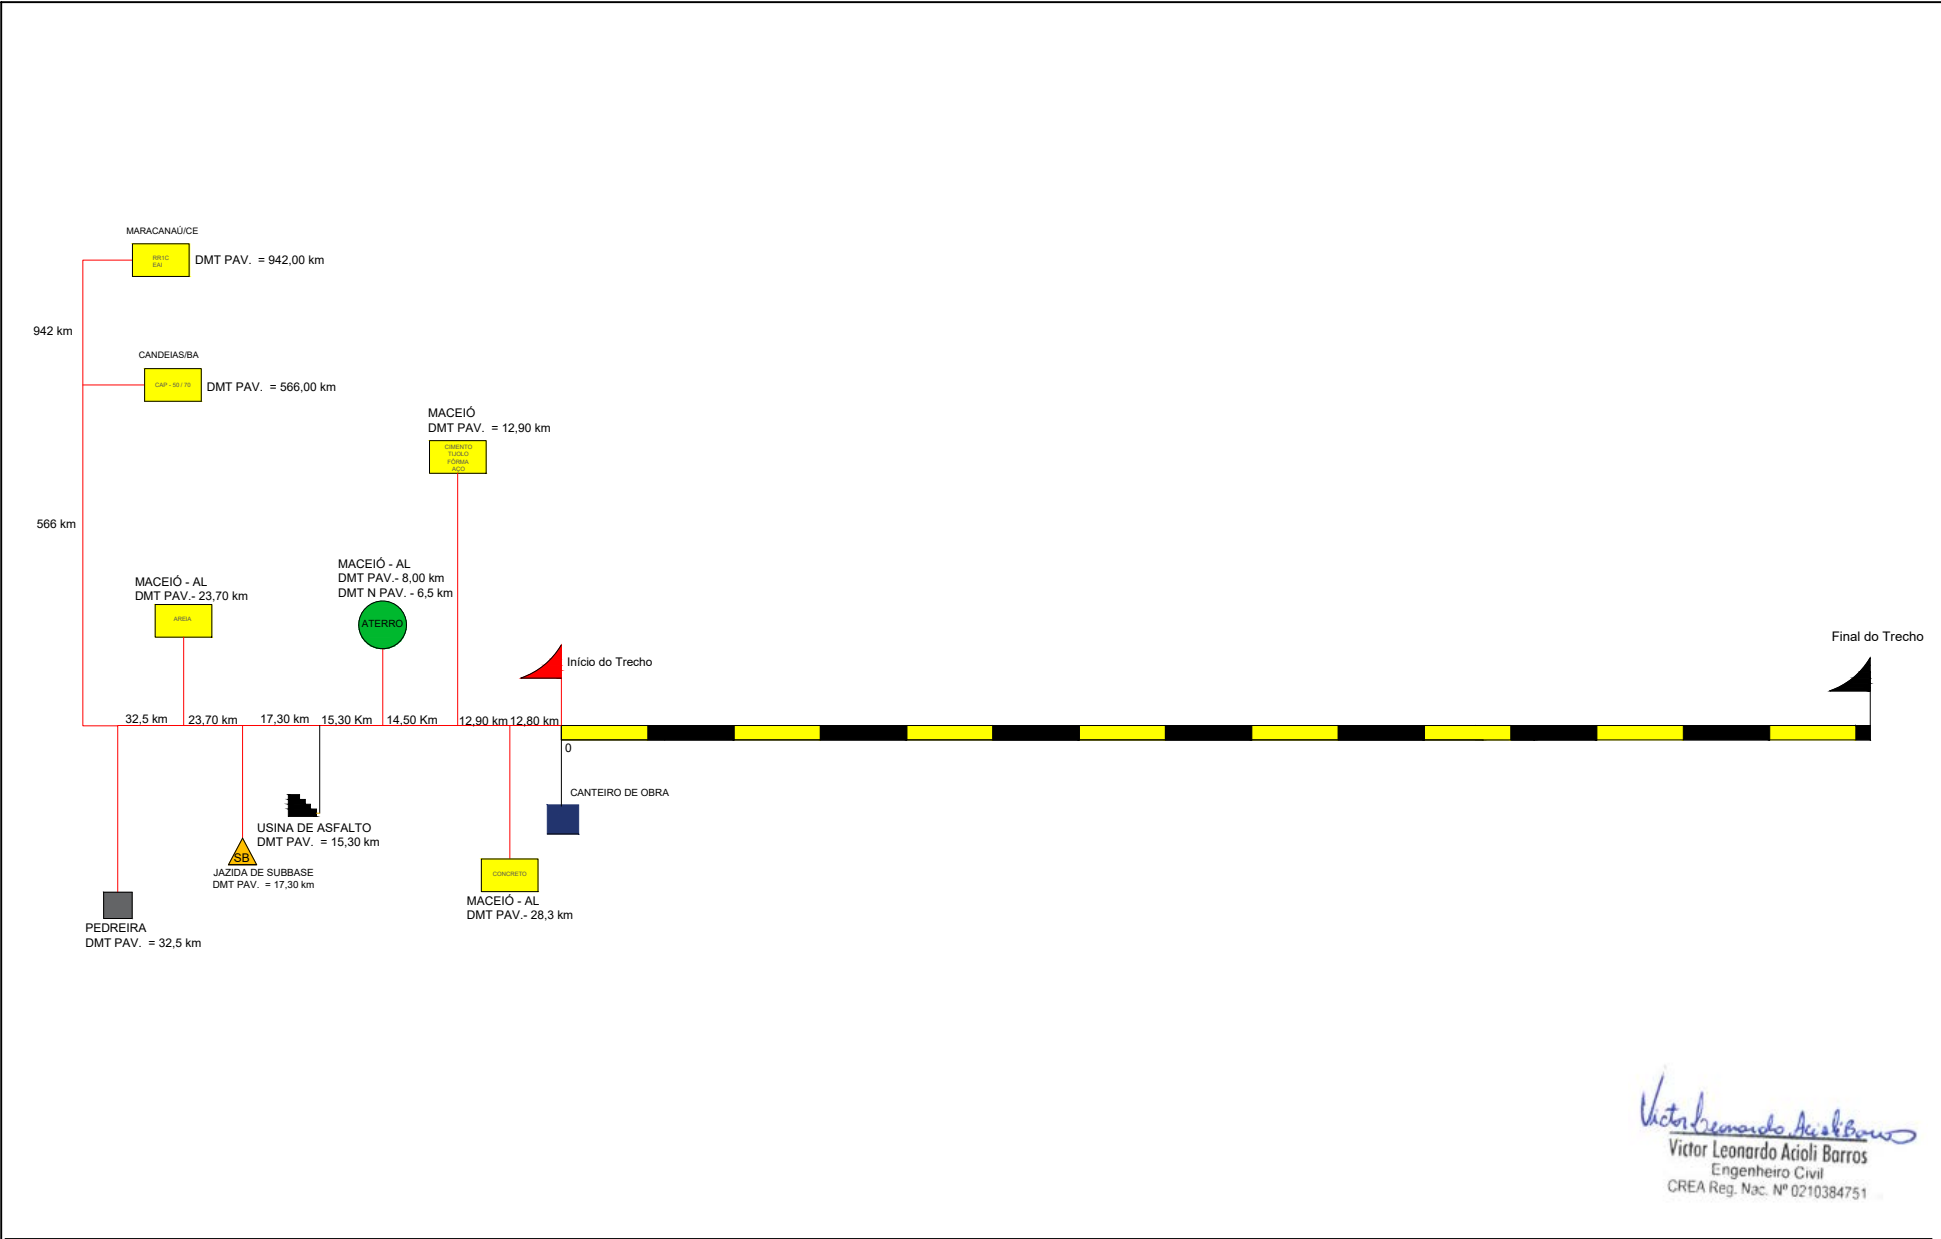 MARACANAÚ/CE
RR1C
EAI
DMT PAV.  = 942,00 km
942 km
CANDEIAS/BA
CAP - 50 / 70
DMT PAV.  = 566,00 km
566 km
MACEIÓ
DMT PAV.  = 12,90 km
CIMENTO
TIJOLO
FÔRMA
AÇO
MACEIÓ - AL
DMT PAV.- 8,00 km
DMT N PAV. - 6,5 km
ATERRO
MACEIÓ - AL
DMT PAV.- 23,70 km
AREIA
Início do Trecho
Final do Trecho
32,5 km
23,70 km
17,30 km
15,30 Km
14,50 Km
12,90 km
12,80 km
0
CANTEIRO DE OBRA
USINA DE ASFALTO
DMT PAV.  = 15,30 km
SB
JAZIDA DE SUBBASE
DMT PAV.  = 17,30 km
CONCRETO
MACEIÓ - AL
DMT PAV.- 28,3 km
PEDREIRA
DMT PAV.  = 32,5 km
Victor Leonardo Acioli Barros
Victor Leonardo Acioli Barros
Engenheiro Civil
CREA Reg. Nac. Nº 0210384751